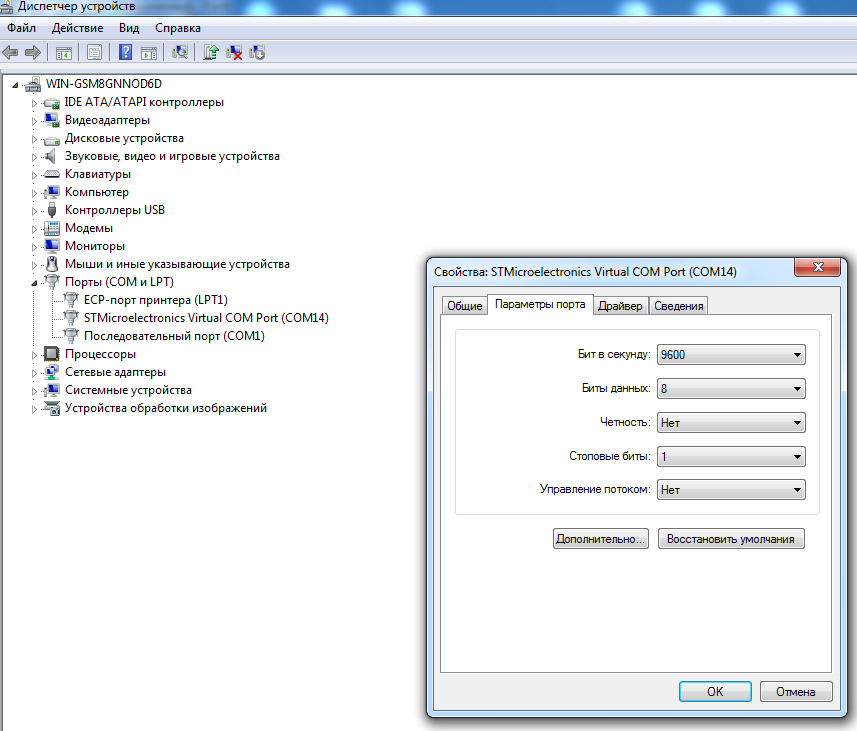 Диспетчер устройств
Файл Действие Вид Справка
WIN-GSM8GNNOD6D
IDE ATA/ATAPI контроллеры
Видеоадаптеры
Дисковые устройства
Звуковые, видео и игровые устройства
Клавиатуры
Компьютер
Контроллеры USB
Модемы
Мониторы
Мыши и иные указывающие устройства
Порты (COM и LPT)
ECP-порт принтера (LPT1)
STMicroelectronics Virtual COM Port (COM14)
Последовательный порт (COM1)
Процессоры
Сетевые адаптеры
Системные устройства
Устройства обработки изображений
Свойства: STMicroelectronics Virtual COM Port (COM14)
Общие Параметры порта Драйвер Сведения
Бит в секунду: 9600
Биты данных: 8
Четность: Нет
Стоповые биты: 1
Управление потоком: Нет
Дополнительно... Восстановить умолчания
OK Отмена